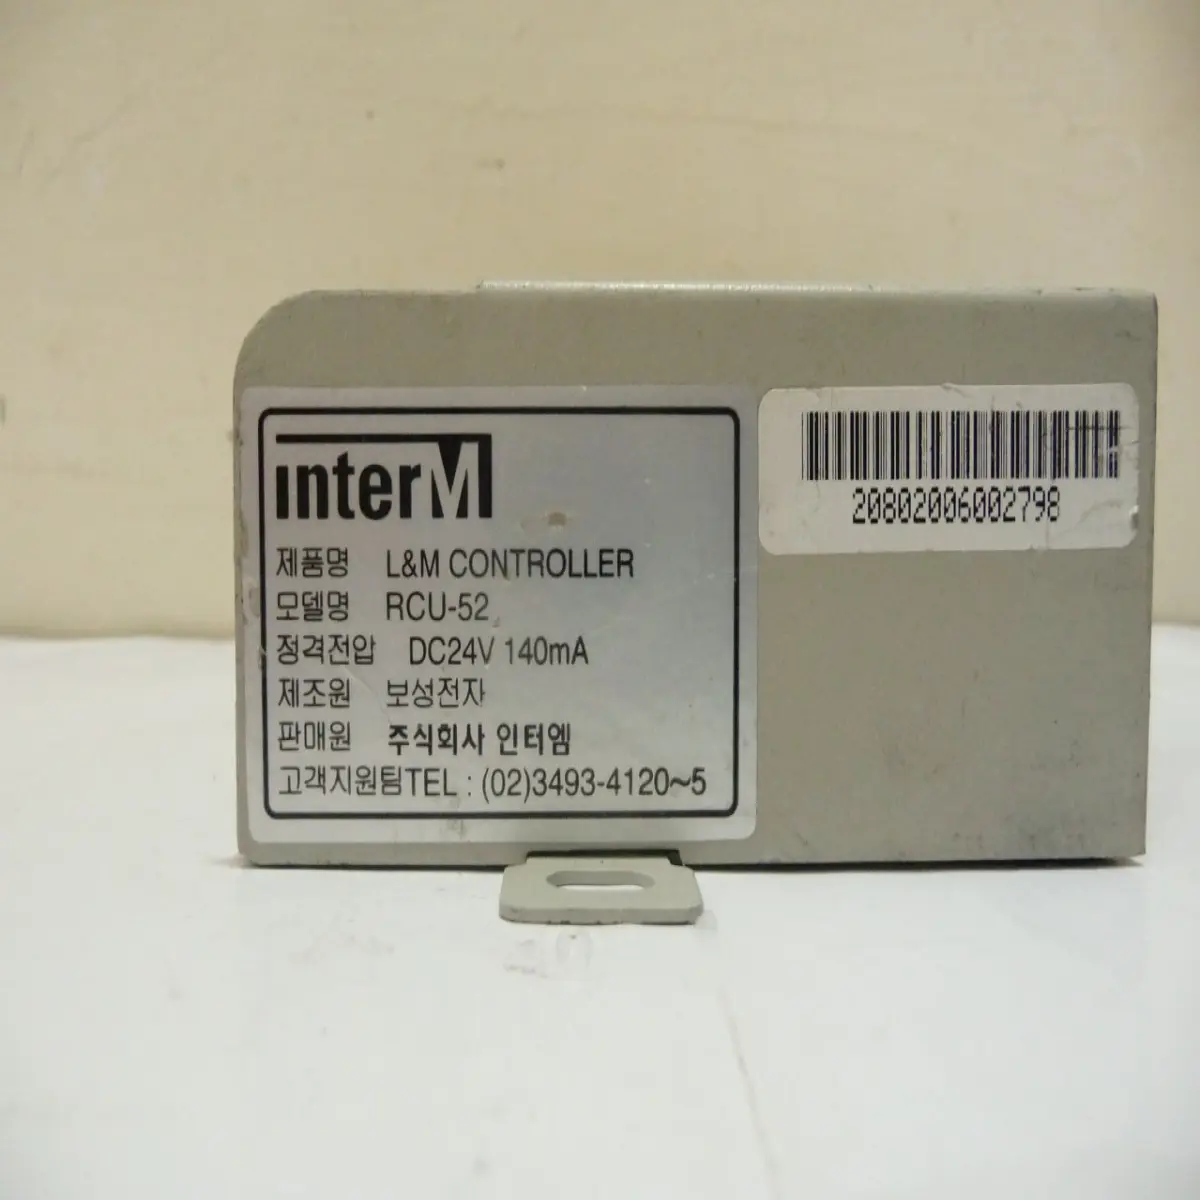 interM
제품명 L&M CONTROLLER
모델명 RCU-52
정격전압 DC24V 140mA
제조원 보성전자
판매원 주식회사 인터엠
고객지원팀TEL : (02)3493-4120~5
20802006002798